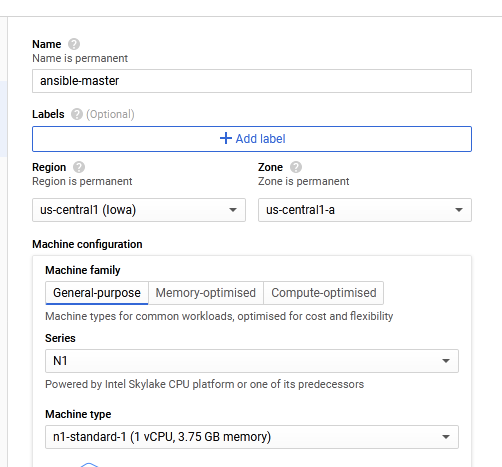 Name
Name is permanent
ansible-master
Labels (Optional)
+ Add label
Region Zone
Region is permanent Zone is permanent
us-central1 (Iowa) us-central1-a
Machine configuration
Machine family
General-purpose Memory-optimised Compute-optimised
Machine types for common workloads, optimised for cost and flexibility
Series
N1
Powered by Intel Skylake CPU platform or one of its predecessors
Machine type
n1-standard-1 (1 vCPU, 3.75 GB memory)